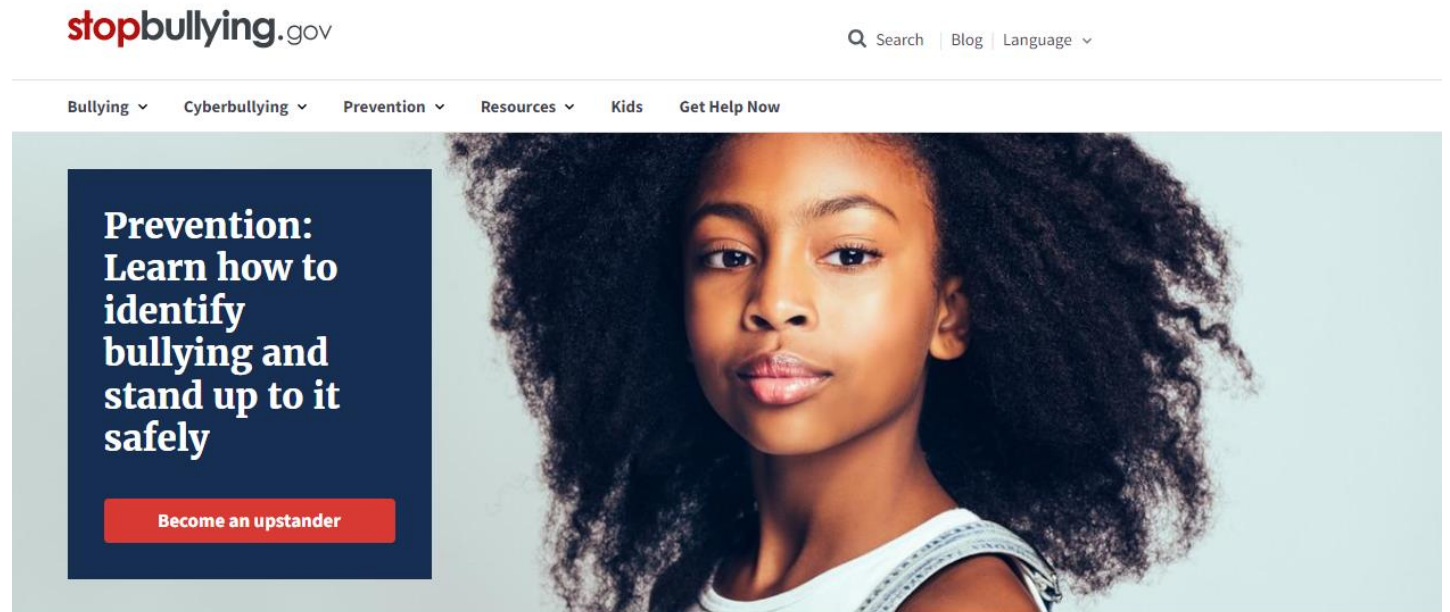 stopbullying.gov
Search | Blog | Language
Bullying Cyberbullying Prevention Resources Kids Get Help Now
Prevention:
Learn how to
identify
bullying and
stand up to it
safely
Become an upstander